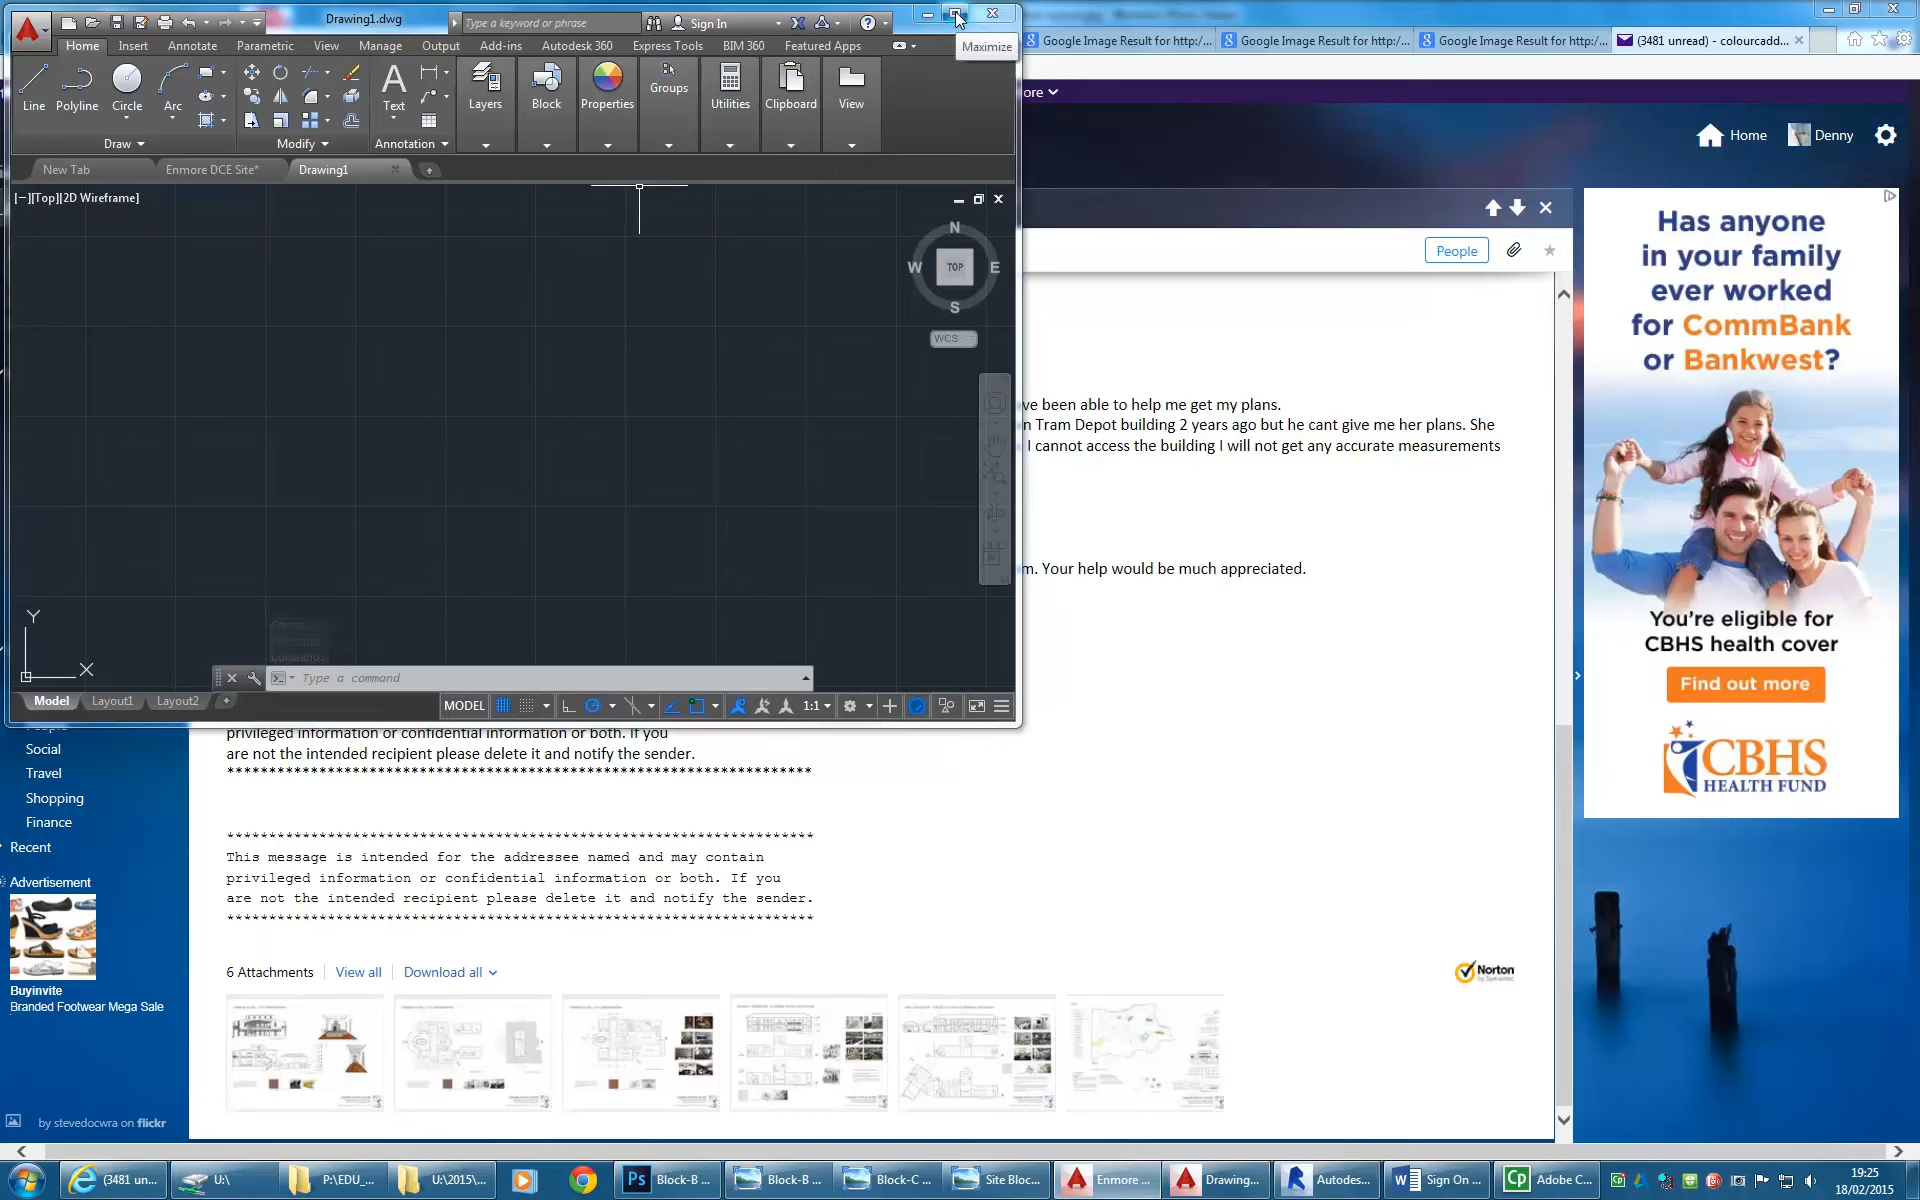 Drawing1.dwg
Type a keyword or phrase
Sign In
Maximize
Home Insert Annotate Parametric View Manage Output Add-ins Autodesk 360 Express Tools BIM 360 Featured Apps
Line Polyline Circle Arc Text Layers Block Properties Groups Utilities Clipboard View
Draw Modify Annotation
New Tab Enmore DCE Site* Drawing1
[−][Top][2D Wireframe]
N
W TOP E
S
WCS
Y
X
Type a command
Model Layout1 Layout2
MODEL 1:1
Google Image Result for http:/...
Google Image Result for http:/...
Google Image Result for http:/...
(3481 unread) - colourcadd...
ore
Home Denny
People
ve been able to help me get my plans.
n Tram Depot building 2 years ago but he cant give me her plans. She
I cannot access the building I will not get any accurate measurements
m. Your help would be much appreciated.
privileged information or confidential information or both. If you
are not the intended recipient please delete it and notify the sender.
**********************************************************************
**********************************************************************
This message is intended for the addressee named and may contain
privileged information or confidential information or both. If you
are not the intended recipient please delete it and notify the sender.
**********************************************************************
6 Attachments View all Download all
Norton
by Symantec
Social
Travel
Shopping
Finance
Recent
Advertisement
Buyinvite
Branded Footwear Mega Sale
by stevedocwra on flickr
Has anyone
in your family
ever worked
for CommBank
or Bankwest?
You're eligible for
CBHS health cover
Find out more
CBHS
HEALTH FUND
(3481 un...
U:\
P:\EDU_...
U:\2015\...
Ps Block-B ...
Block-B ...
Block-C ...
Site Bloc...
Enmore ...
Drawing...
Autodes...
Sign On ...
Cp Adobe C...
19:25
18/02/2015